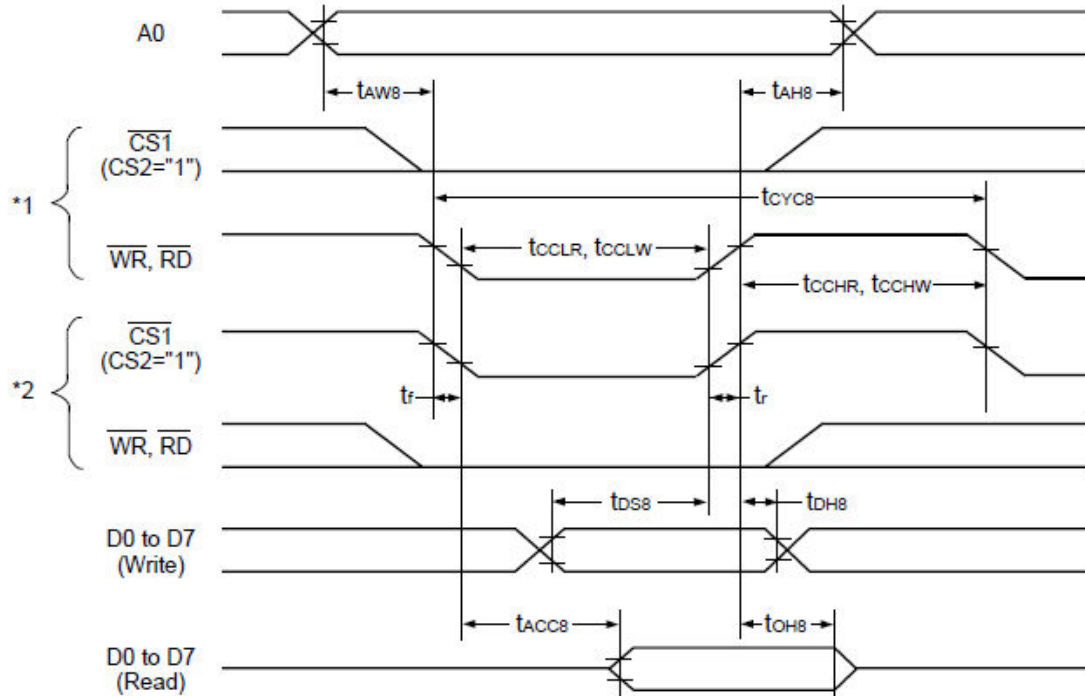 A0
tAW8
tAH8
*1
CS1
(CS2="1")
tCYC8
WR, RD
tCCLR, tCCLW
tCCHR, tCCHW
*2
CS1
(CS2="1")
tf
tr
WR, RD
tDS8
tDH8
D0 to D7
(Write)
tACC8
tOH8
D0 to D7
(Read)